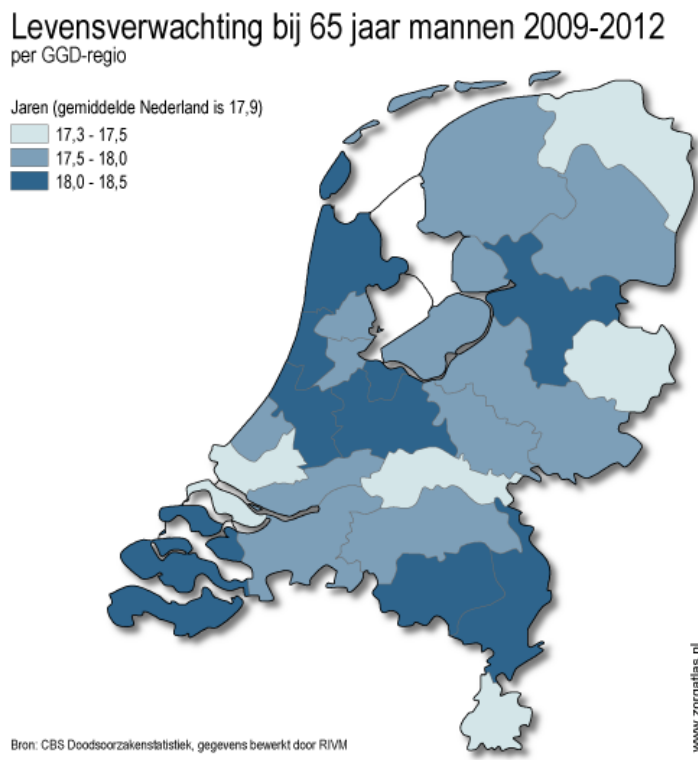 Levensverwachting bij 65 jaar mannen 2009-2012
per GGD-regio
Jaren (gemiddelde Nederland is 17,9)
17,3 - 17,5
17,5 - 18,0
18,0 - 18,5
www.zorgatlas.nl
Bron: CBS Doodsoorzakenstatistiek, gegevens bewerkt door RIVM